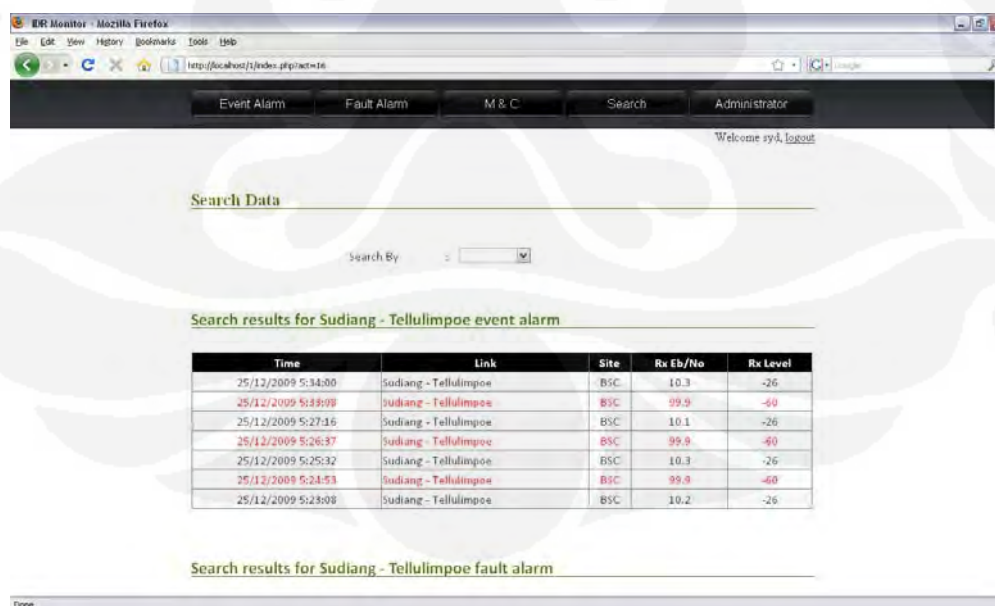 IDR Monitor - Mozilla Firefox
File Edit View History Bookmarks Tools Help
http://localhost/1/index.php?act=16
Google
Event Alarm Fault Alarm M & C Search Administrator
Welcome syd, logout
Search Data
Search By :
Search results for Sudiang - Tellulimpoe event alarm
Time Link Site Rx Eb/No Rx Level
25/12/2009 5:34:00 Sudiang - Tellulimpoe BSC 10.3 -26
25/12/2009 5:33:08 Sudiang - Tellulimpoe BSC 99.9 -60
25/12/2009 5:27:16 Sudiang - Tellulimpoe BSC 10.1 -26
25/12/2009 5:26:37 Sudiang - Tellulimpoe BSC 99.9 -60
25/12/2009 5:25:32 Sudiang - Tellulimpoe BSC 10.3 -26
25/12/2009 5:24:53 Sudiang - Tellulimpoe BSC 99.9 -60
25/12/2009 5:23:08 Sudiang - Tellulimpoe BSC 10.2 -26
Search results for Sudiang - Tellulimpoe fault alarm
Done